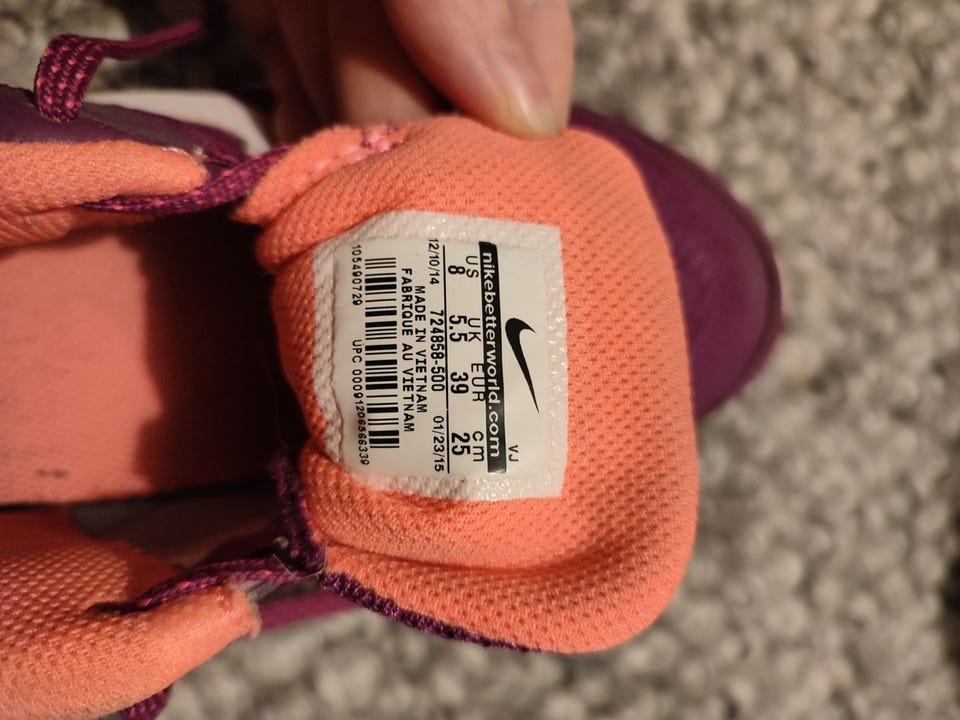 VJ
nikebetterworld.com
US UK EUR cm
8 5.5 39 25
12/10/14 724858-500 01/23/15
MADE IN VIETNAM
FABRIQUE AU VIETNAM
105490729 UPC 00091206566339